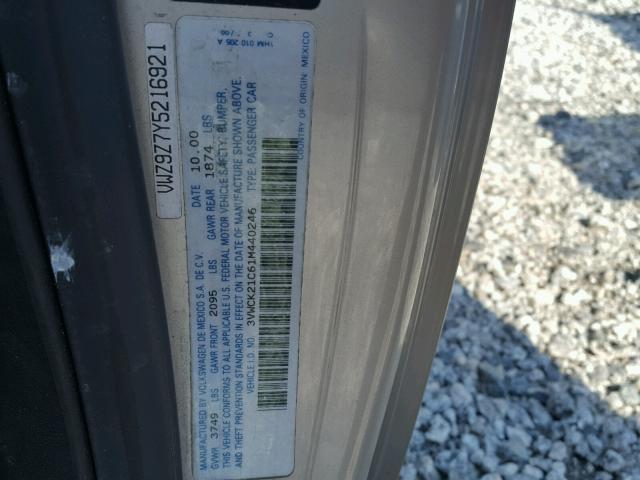 VWZ9Z7Y5216921
MANUFACTURED BY VOLKSWAGEN DE MEXICO S.A. DE C.V. DATE 10.00
GVWR 3749 LBS GAWR FRONT 2095 LBS GAWR REAR 1874 LBS
THIS VEHICLE CONFORMS TO ALL APPLICABLE U.S. FEDERAL MOTOR VEHICLE SAFETY, BUMPER,
AND THEFT PREVENTION STANDARDS IN EFFECT ON THE DATE OF MANUFACTURE SHOWN ABOVE.
VEHICLE I.D. NO.: 3VWCK21C61M440246 TYPE: PASSENGER CAR
1HM 010 205 A
COUNTRY OF ORIGIN: MEXICO